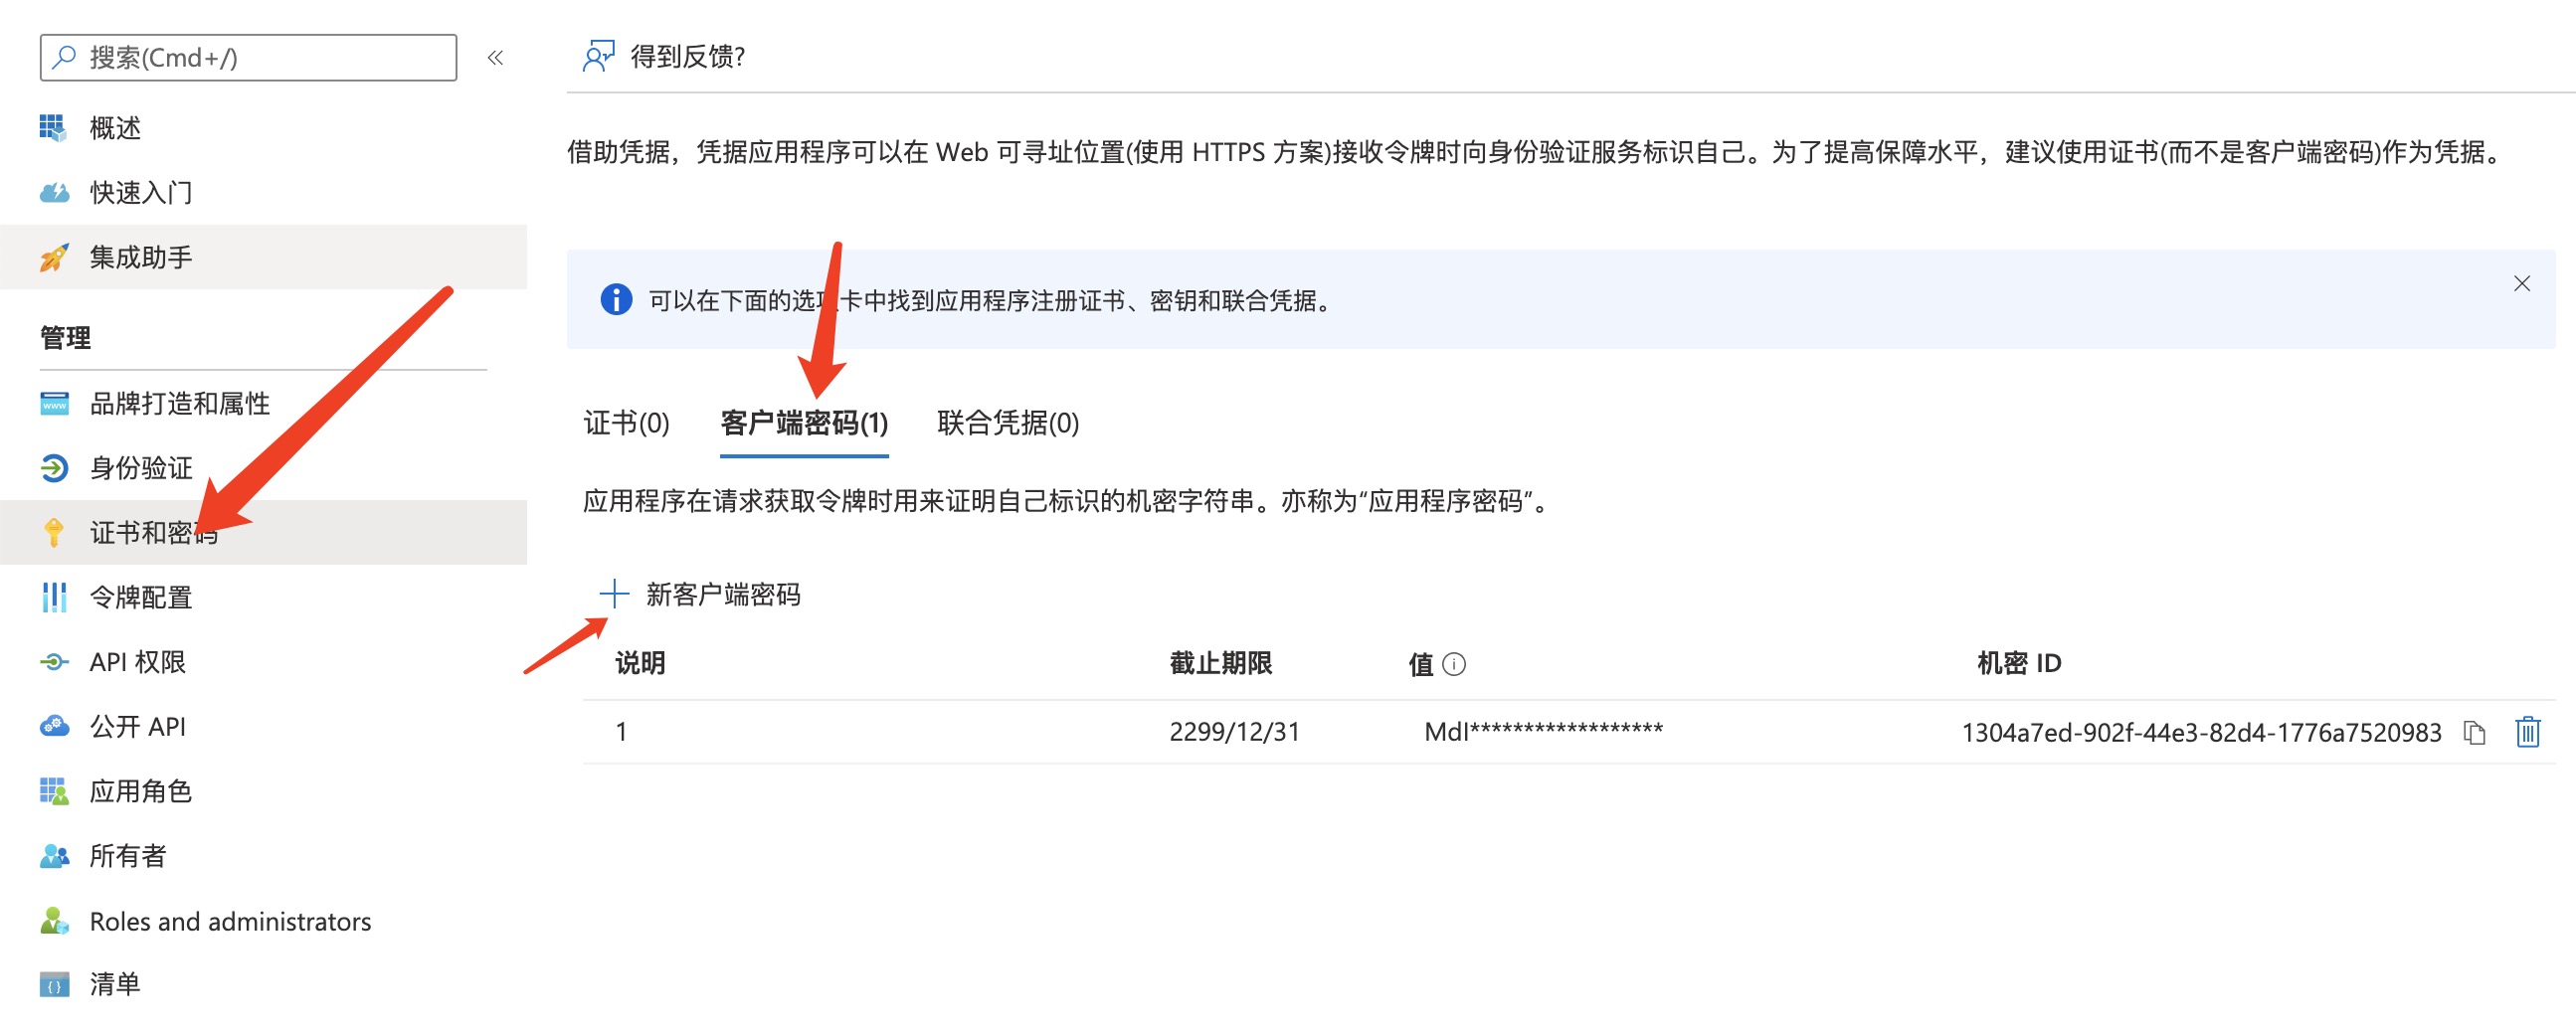 搜索(Cmd+/)
«
概述
快速入门
集成助手
管理
品牌打造和属性
身份验证
证书和密码
令牌配置
API 权限
公开 API
应用角色
所有者
Roles and administrators
清单
得到反馈?
借助凭据，凭据应用程序可以在 Web 可寻址位置(使用 HTTPS 方案)接收令牌时向身份验证服务标识自己。为了提高保障水平，建议使用证书(而不是客户端密码)作为凭据。
可以在下面的选项卡中找到应用程序注册证书、密钥和联合凭据。
证书(0) 客户端密码(1) 联合凭据(0)
应用程序在请求获取令牌时用来证明自己标识的机密字符串。亦称为“应用程序密码”。
新客户端密码
说明 截止期限 值 机密 ID
1 2299/12/31 Mdl****************** 1304a7ed-902f-44e3-82d4-1776a7520983